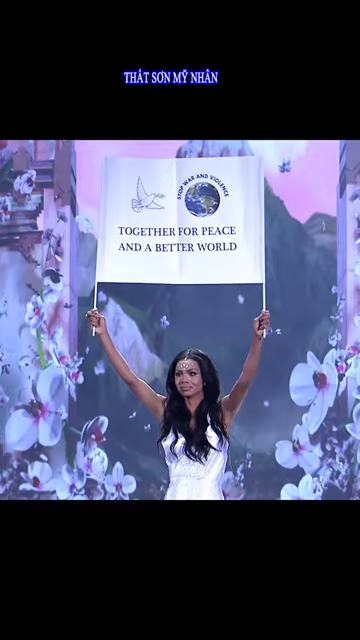 THẤT SƠN MỸ NHÂN
STOP WAR AND VIOLENCE
TOGETHER FOR PEACE
AND A BETTER WORLD